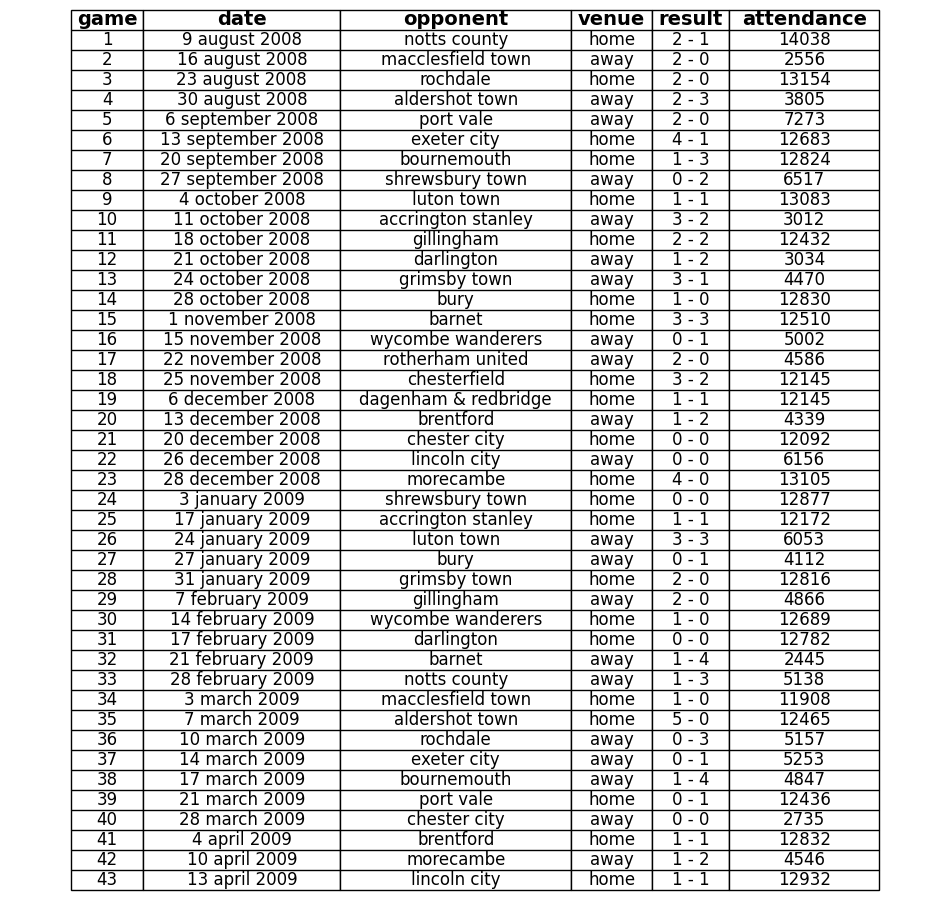 game date opponent venue result attendance
1 9 august 2008 notts county home 2 - 1 14038
2 16 august 2008 macclesfield town away 2 - 0 2556
3 23 august 2008 rochdale home 2 - 0 13154
4 30 august 2008 aldershot town away 2 - 3 3805
5 6 september 2008 port vale away 2 - 0 7273
6 13 september 2008 exeter city home 4 - 1 12683
7 20 september 2008 bournemouth home 1 - 3 12824
8 27 september 2008 shrewsbury town away 0 - 2 6517
9 4 october 2008 luton town home 1 - 1 13083
10 11 october 2008 accrington stanley away 3 - 2 3012
11 18 october 2008 gillingham home 2 - 2 12432
12 21 october 2008 darlington away 1 - 2 3034
13 24 october 2008 grimsby town away 3 - 1 4470
14 28 october 2008 bury home 1 - 0 12830
15 1 november 2008 barnet home 3 - 3 12510
16 15 november 2008 wycombe wanderers away 0 - 1 5002
17 22 november 2008 rotherham united away 2 - 0 4586
18 25 november 2008 chesterfield home 3 - 2 12145
19 6 december 2008 dagenham & redbridge home 1 - 1 12145
20 13 december 2008 brentford away 1 - 2 4339
21 20 december 2008 chester city home 0 - 0 12092
22 26 december 2008 lincoln city away 0 - 0 6156
23 28 december 2008 morecambe home 4 - 0 13105
24 3 january 2009 shrewsbury town home 0 - 0 12877
25 17 january 2009 accrington stanley home 1 - 1 12172
26 24 january 2009 luton town away 3 - 3 6053
27 27 january 2009 bury away 0 - 1 4112
28 31 january 2009 grimsby town home 2 - 0 12816
29 7 february 2009 gillingham away 2 - 0 4866
30 14 february 2009 wycombe wanderers home 1 - 0 12689
31 17 february 2009 darlington home 0 - 0 12782
32 21 february 2009 barnet away 1 - 4 2445
33 28 february 2009 notts county away 1 - 3 5138
34 3 march 2009 macclesfield town home 1 - 0 11908
35 7 march 2009 aldershot town home 5 - 0 12465
36 10 march 2009 rochdale away 0 - 3 5157
37 14 march 2009 exeter city away 0 - 1 5253
38 17 march 2009 bournemouth away 1 - 4 4847
39 21 march 2009 port vale home 0 - 1 12436
40 28 march 2009 chester city away 0 - 0 2735
41 4 april 2009 brentford home 1 - 1 12832
42 10 april 2009 morecambe away 1 - 2 4546
43 13 april 2009 lincoln city home 1 - 1 12932